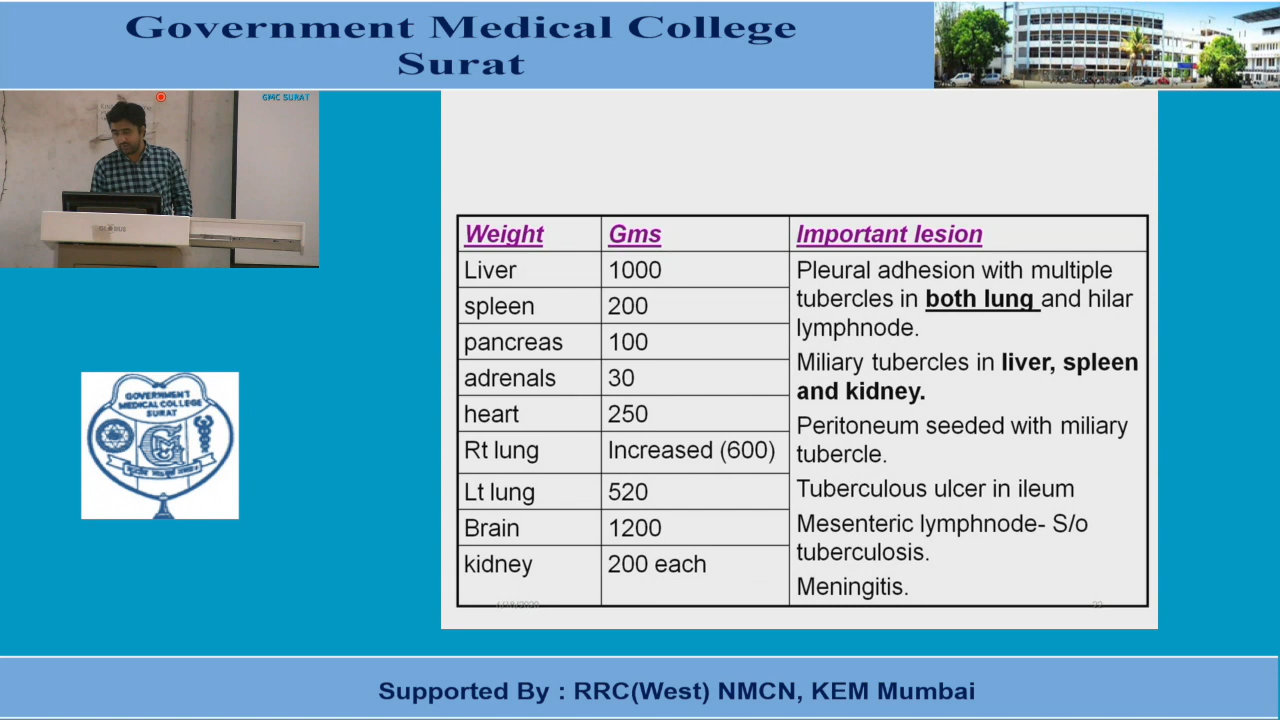 Government Medical College
Surat
GMC SURAT
Weight Gms Important lesion
Liver 1000
spleen 200
pancreas 100
adrenals 30
heart 250
Rt lung Increased (600)
Lt lung 520
Brain 1200
kidney 200 each
Pleural adhesion with multiple
tubercles in both lung and hilar
lymphnode.
Miliary tubercles in liver, spleen
and kidney.
Peritoneum seeded with miliary
tubercle.
Tuberculous ulcer in ileum
Mesenteric lymphnode- S/o
tuberculosis.
Meningitis.
GOVERNMENT
MEDICAL COLLEGE
SURAT
Supported By : RRC(West) NMCN, KEM Mumbai